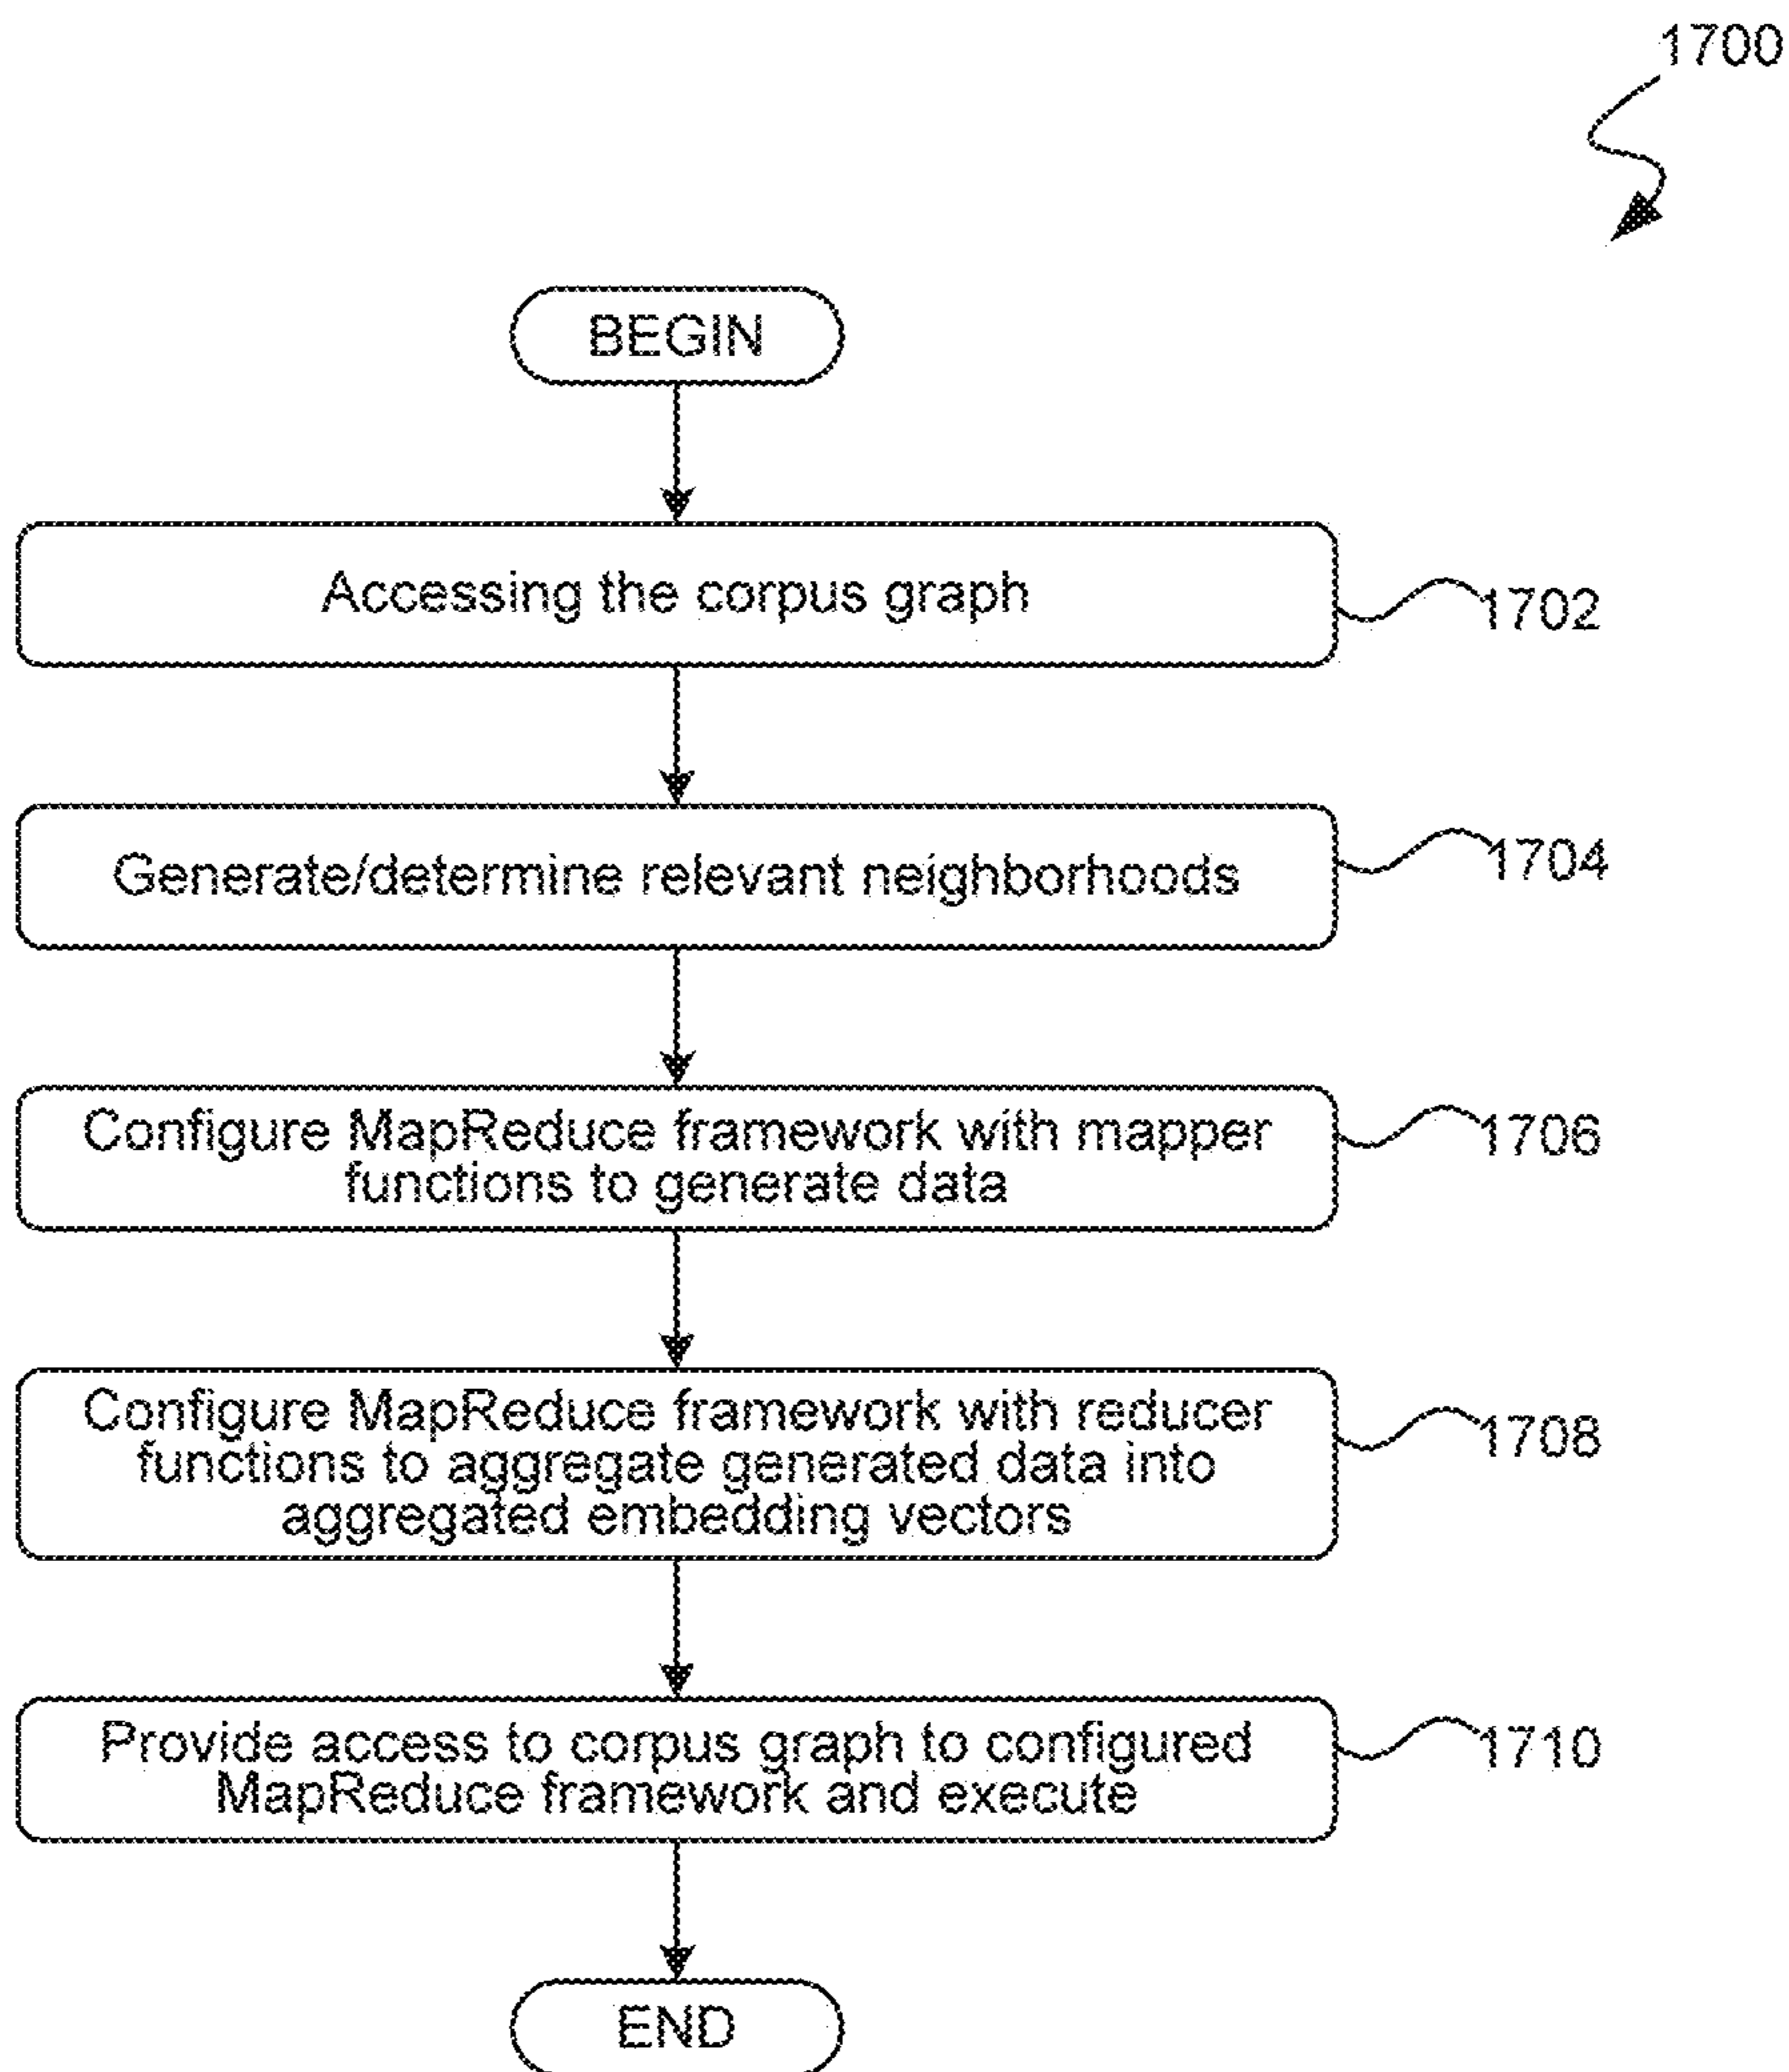 1700
BEGIN
Accessing the corpus graph
1702
Generate/determine relevant neighborhoods
1704
Configure MapReduce framework with mapper
functions to generate data
1706
Configure MapReduce framework with reducer
functions to aggregate generated data into
aggregated embedding vectors
1708
Provide access to corpus graph to configured
MapReduce framework and execute
1710
END